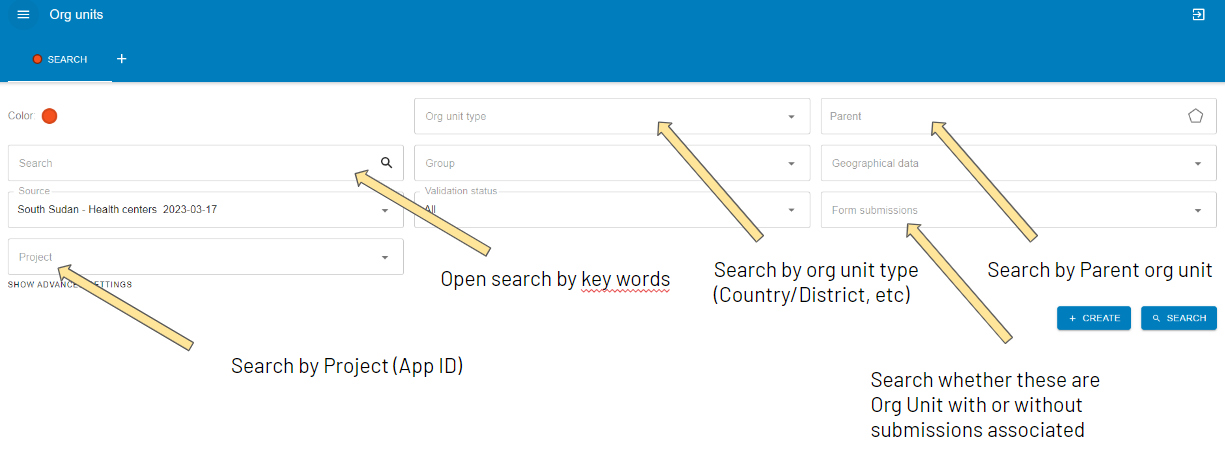 Org units
SEARCH
Color:
Org unit type
Parent
Search
Group
Geographical data
Source
South Sudan - Health centers 2023-03-17
Validation status
All
Form submissions
Project
SHOW ADVANCED SETTINGS
Open search by key words
Search by org unit type
(Country/District, etc)
Search by Parent org unit
CREATE
SEARCH
Search by Project (App ID)
Search whether these are
Org Unit with or without
submissions associated